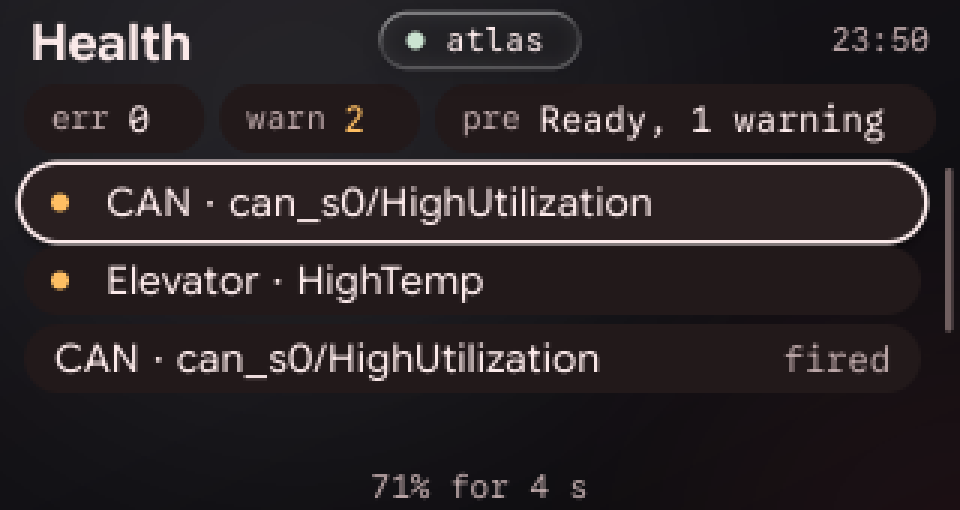 Health atlas 23:50
err 0 warn 2 pre Ready, 1 warning
CAN · can_s0/HighUtilization
Elevator · HighTemp
CAN · can_s0/HighUtilization fired
71% for 4 s